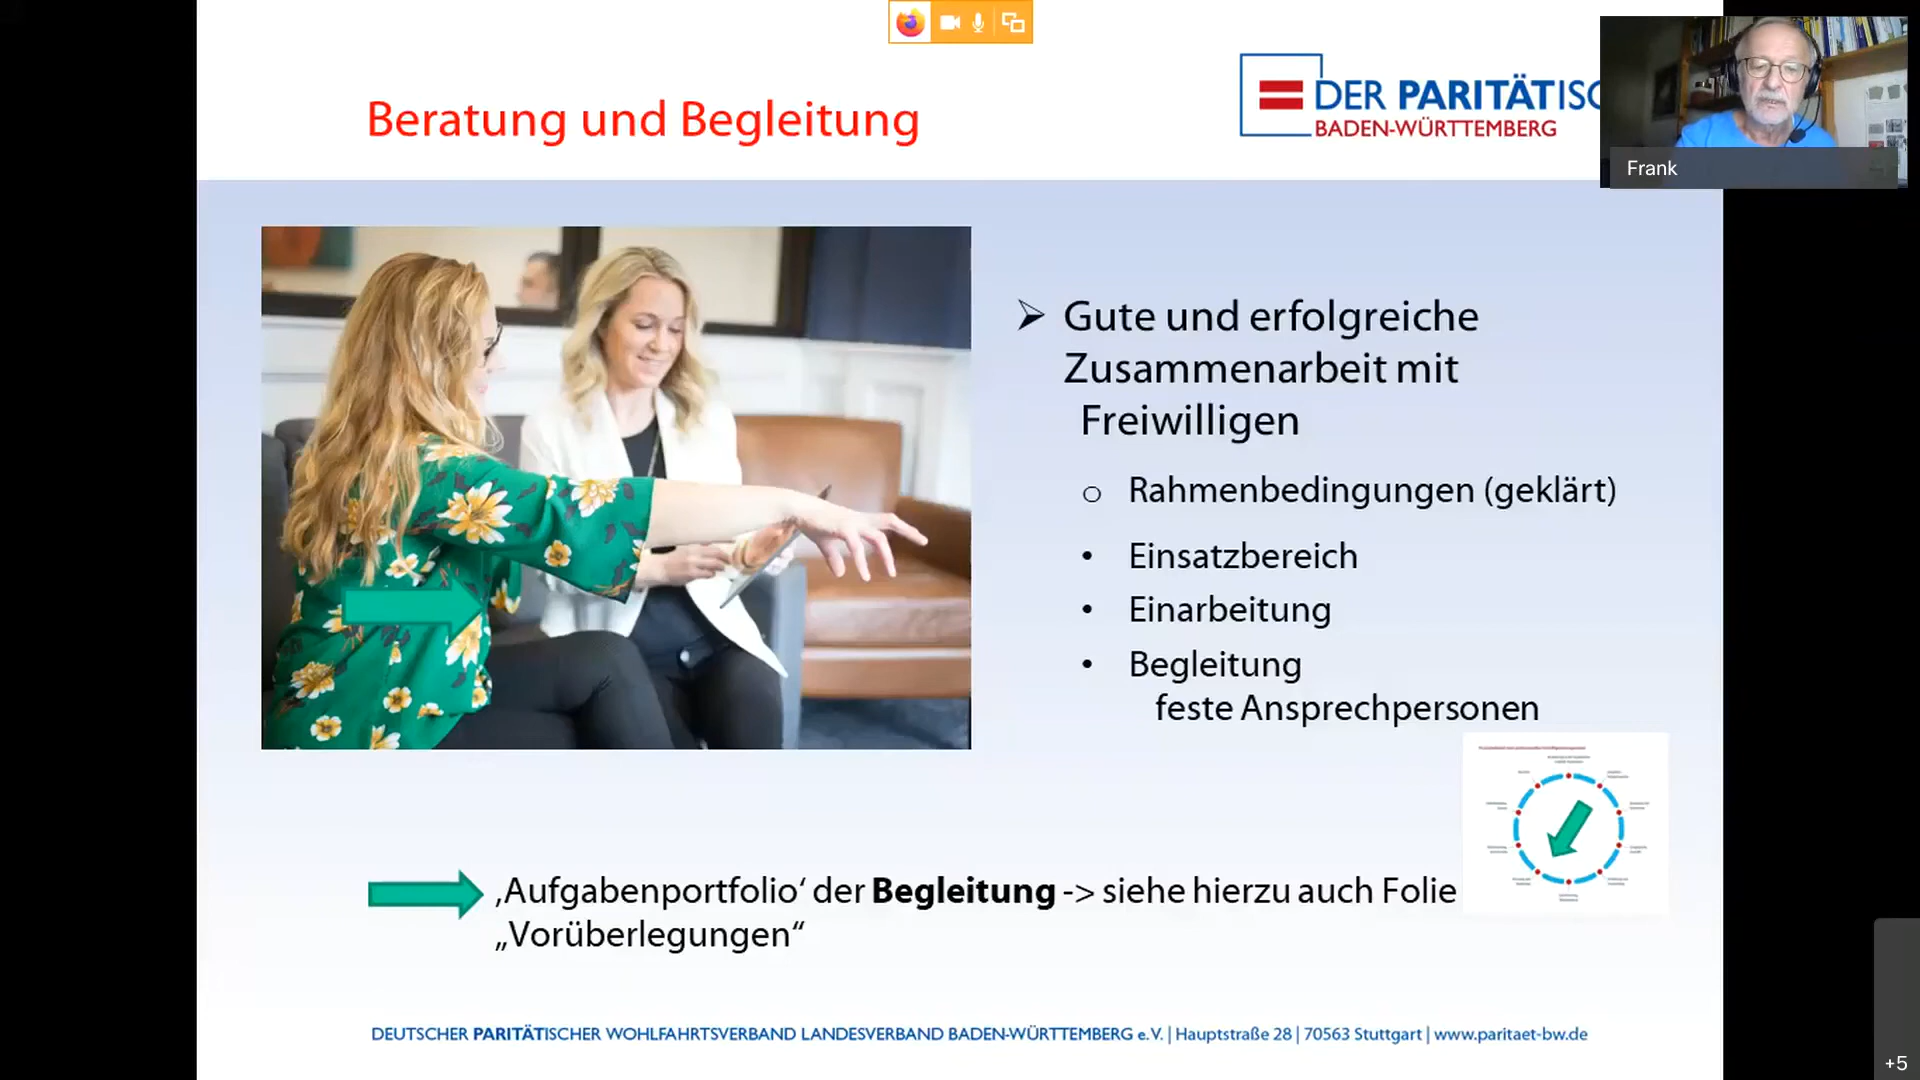 Beratung und Begleitung
DER PARITÄTISC
BADEN-WÜRTTEMBERG
Frank
➢ Gute und erfolgreiche
Zusammenarbeit mit
Freiwilligen
o Rahmenbedingungen (geklärt)
• Einsatzbereich
• Einarbeitung
• Begleitung
feste Ansprechpersonen
‚Aufgabenportfolio‘ der Begleitung -> siehe hierzu auch Folie
„Vorüberlegungen“
DEUTSCHER PARITÄTISCHER WOHLFAHRTSVERBAND LANDESVERBAND BADEN-WÜRTTEMBERG e.V. | Hauptstraße 28 | 70563 Stuttgart | www.paritaet-bw.de
+5